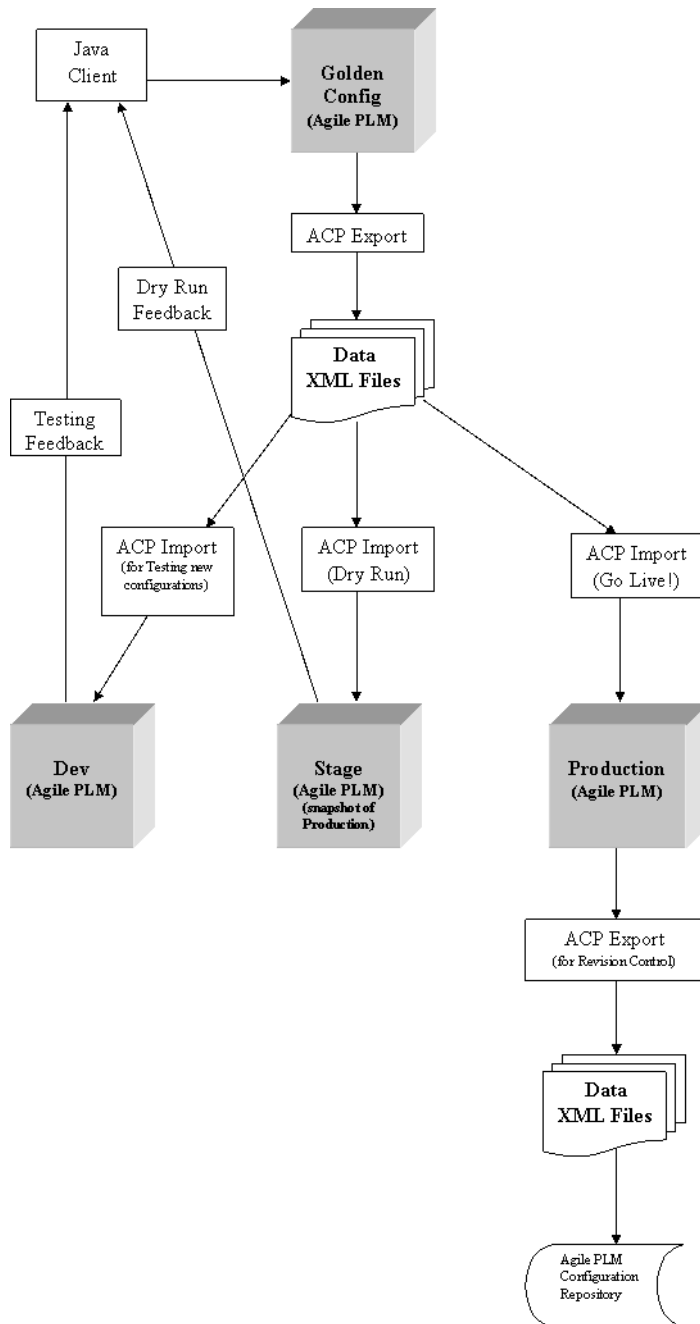 Java
Client
Golden
Config
(Agile PLM)
ACP Export
Dry Run
Feedback
Data
XML Files
Testing
Feedback
ACP Import
(for Testing new
configurations)
ACP Import
(Dry Run)
ACP Import
(Go Live!)
Dev
(Agile PLM)
Stage
(Agile PLM)
(snapshot of
Production)
Production
(Agile PLM)
ACP Export
(for Revision Control)
Data
XML Files
Agile PLM
Configuration
Repository